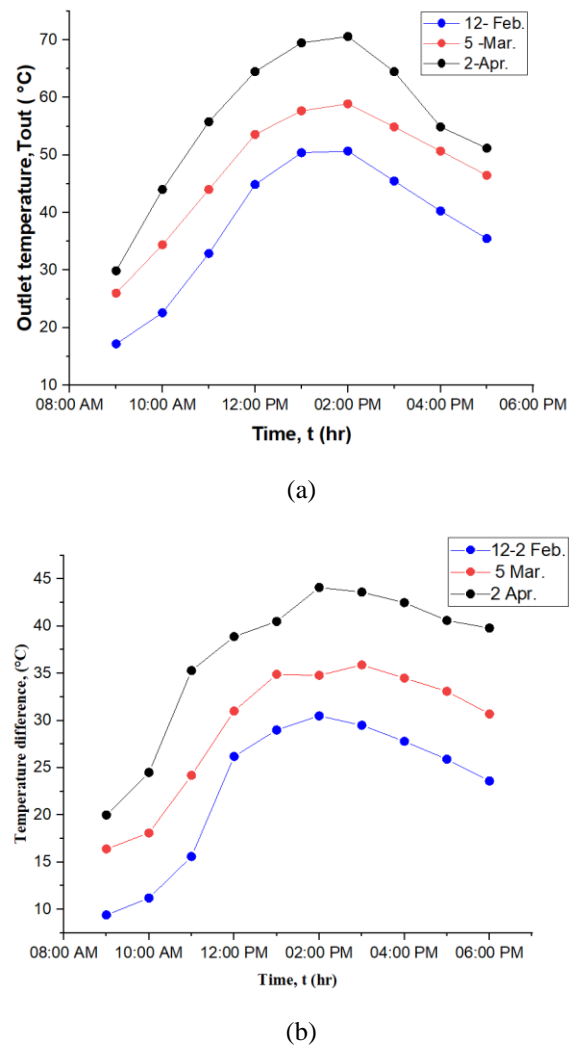 12- Feb.
5 -Mar.
2-Apr.
70
60
50
40
30
20
10
Outlet temperature,Tout ( °C)
08:00 AM 10:00 AM 12:00 PM 02:00 PM 04:00 PM 06:00 PM
Time, t (hr)
(a)
12-2 Feb.
5 Mar.
2 Apr.
45
40
35
30
25
20
15
10
Temperature difference, (°C)
08:00 AM 10:00 AM 12:00 PM 02:00 PM 04:00 PM 06:00 PM
Time, t (hr)
(b)